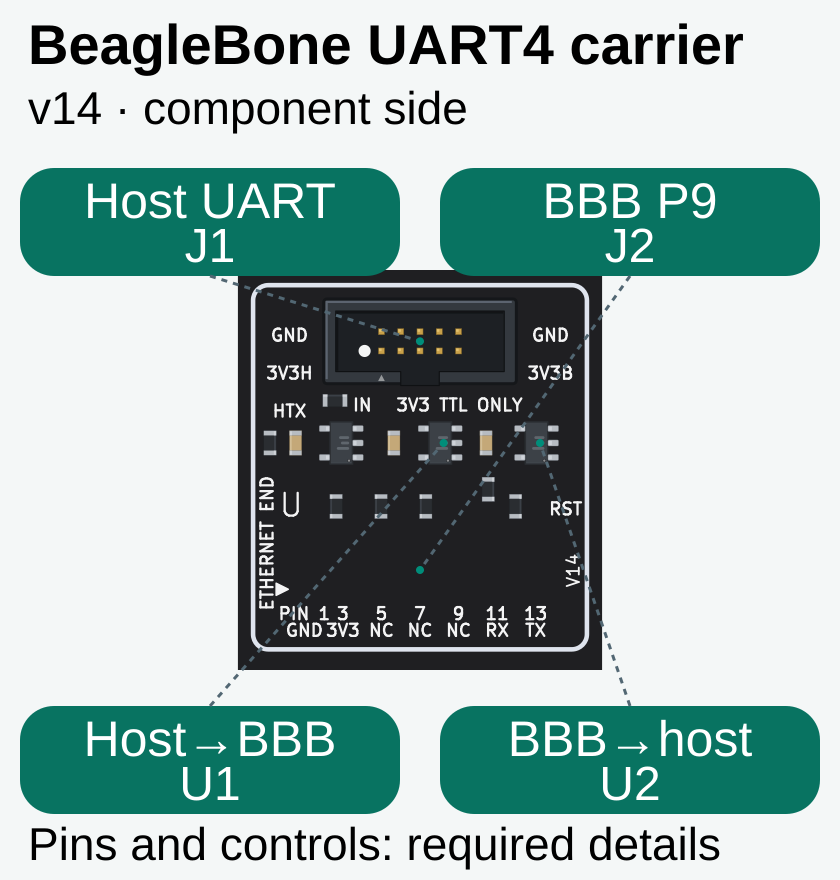 BeagleBone UART4 carrier
v14 · component side
Host UART
J1
BBB P9
J2
GND
GND
3V3H
3V3B
HTX
IN
3V3 TTL ONLY
ETHERNET END
U
RST
V14
PIN 1 3 5 7 9 11 13
GND 3V3 NC NC NC RX TX
Host→BBB
U1
BBB→host
U2
Pins and controls: required details